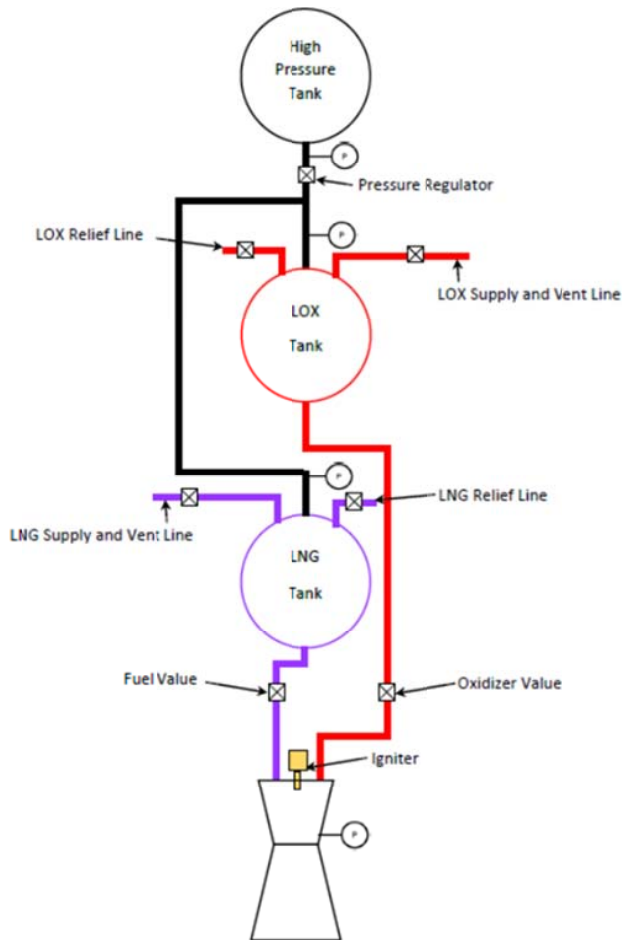 High
Pressure
Tank
P
Pressure Regulator
LOX Relief Line
P
LOX Supply and Vent Line
LOX
Tank
P
LNG Relief Line
LNG Supply and Vent Line
LNG
Tank
Fuel Value
Oxidizer Value
Igniter
P